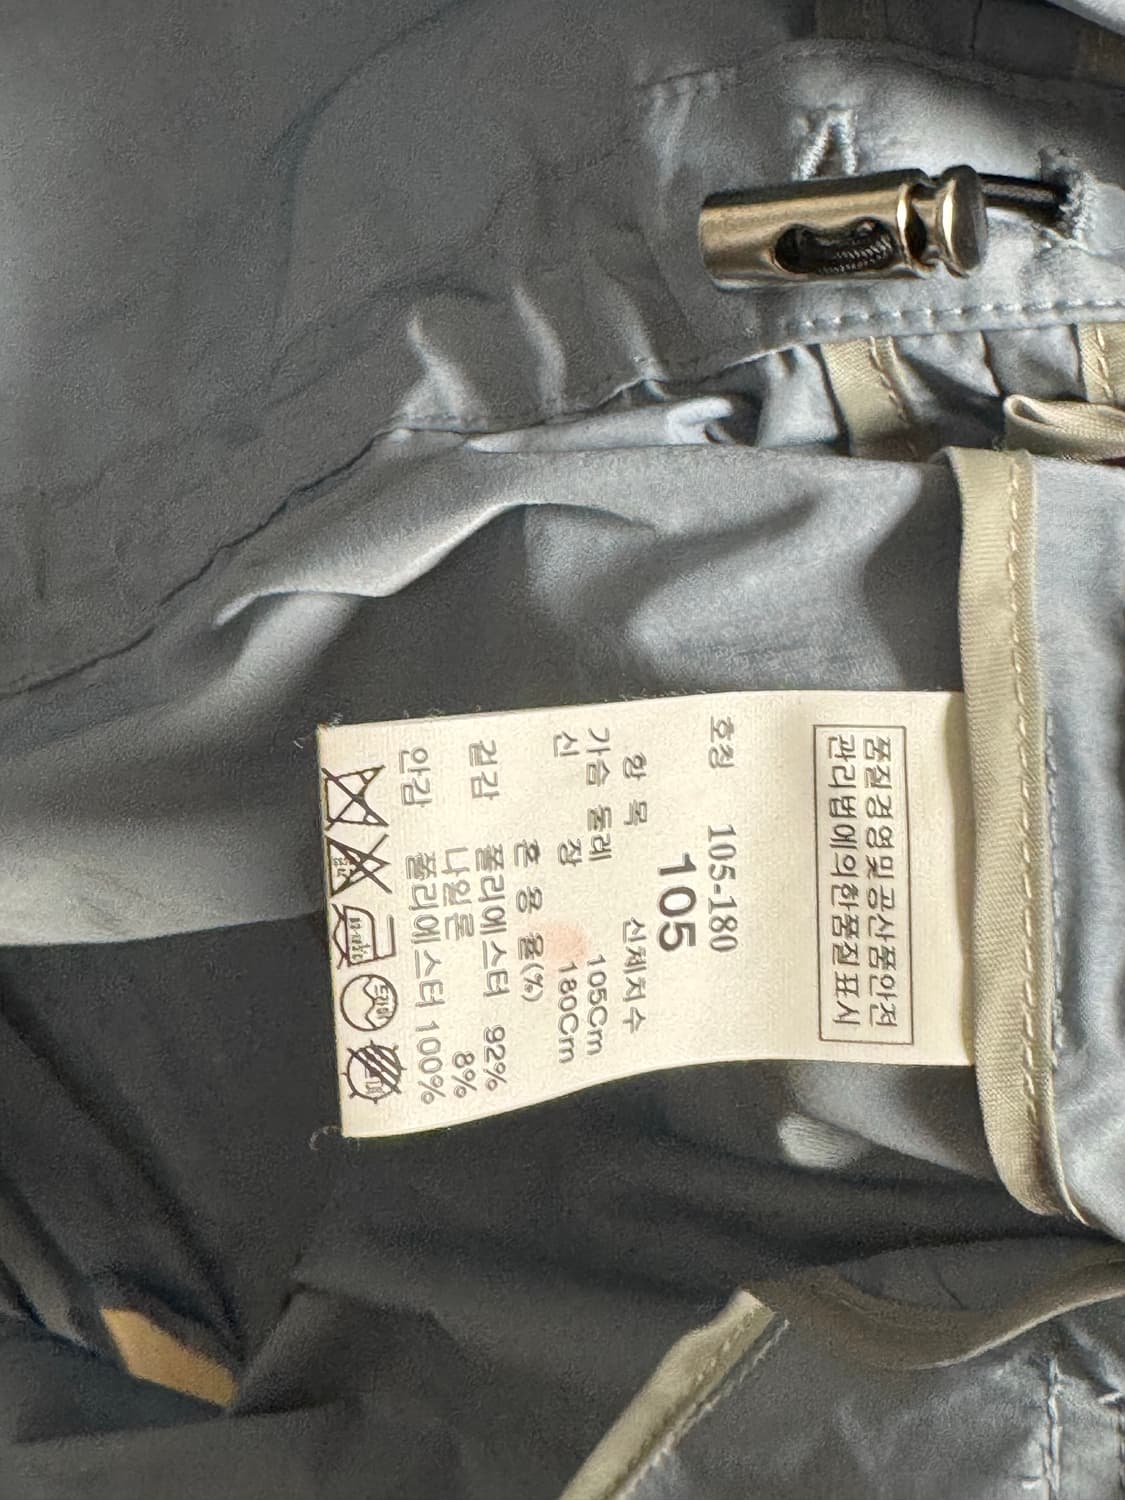 품질경영및공산품안전
관리법에의한품질표시
호칭 105-180
105
항 목 신체치수
가슴 둘레 105Cm
신 장 180Cm
혼 용 율(%)
겉감 폴리에스터 92%
나일론 8%
안감 폴리에스터 100%